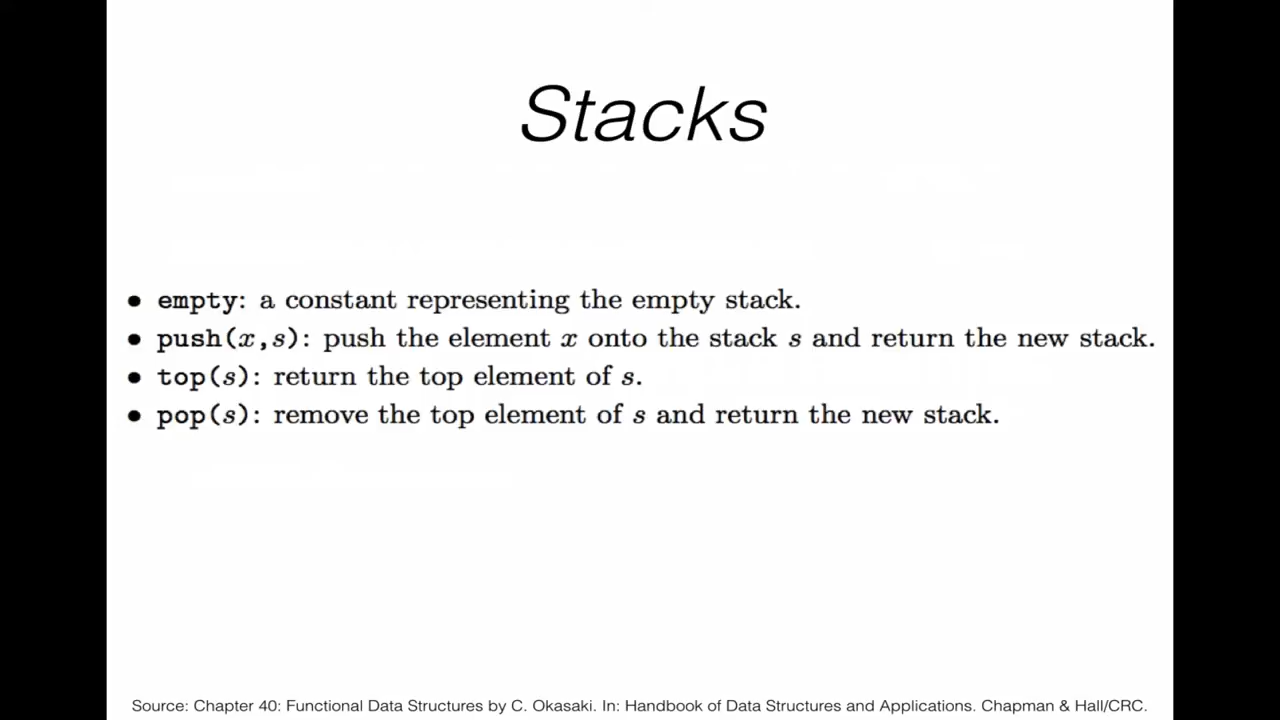 Stacks
• empty: a constant representing the empty stack.
• push(x,s): push the element x onto the stack s and return the new stack.
• top(s): return the top element of s.
• pop(s): remove the top element of s and return the new stack.
Source: Chapter 40: Functional Data Structures by C. Okasaki. In: Handbook of Data Structures and Applications. Chapman & Hall/CRC.